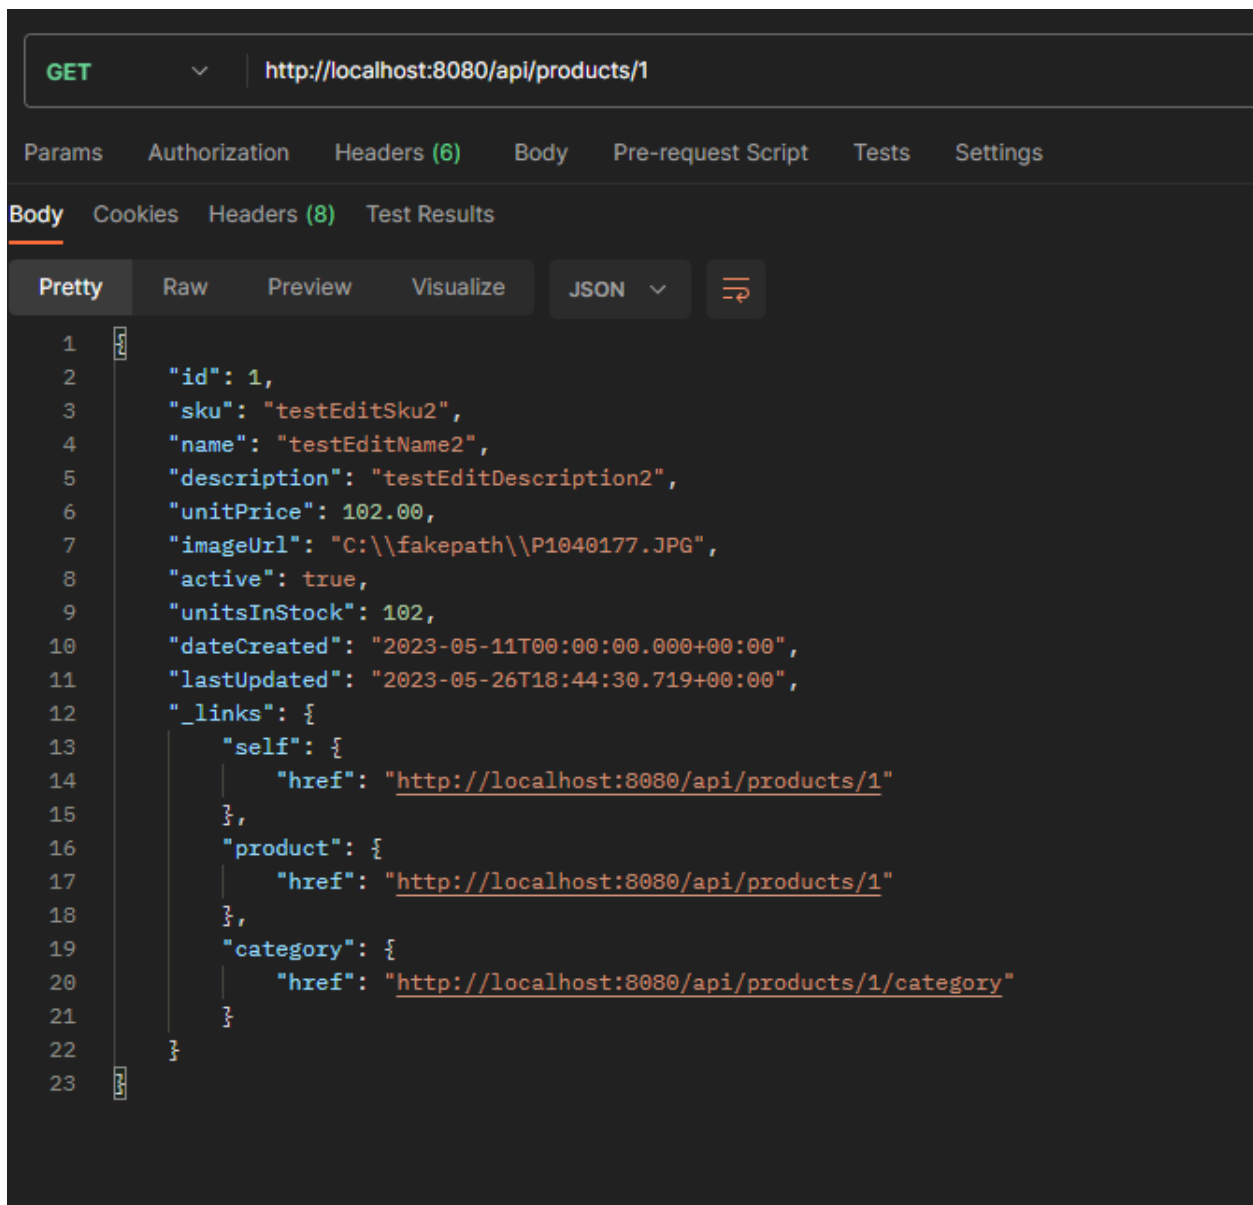 GET http://localhost:8080/api/products/1
Params Authorization Headers (6) Body Pre-request Script Tests Settings
Body Cookies Headers (8) Test Results
Pretty Raw Preview Visualize JSON
1 {
2 "id": 1,
3 "sku": "testEditSku2",
4 "name": "testEditName2",
5 "description": "testEditDescription2",
6 "unitPrice": 102.00,
7 "imageUrl": "C:\\fakepath\\P1040177.JPG",
8 "active": true,
9 "unitsInStock": 102,
10 "dateCreated": "2023-05-11T00:00:00.000+00:00",
11 "lastUpdated": "2023-05-26T18:44:30.719+00:00",
12 "_links": {
13 "self": {
14 "href": "http://localhost:8080/api/products/1"
15 },
16 "product": {
17 "href": "http://localhost:8080/api/products/1"
18 },
19 "category": {
20 "href": "http://localhost:8080/api/products/1/category"
21 }
22 }
23 }